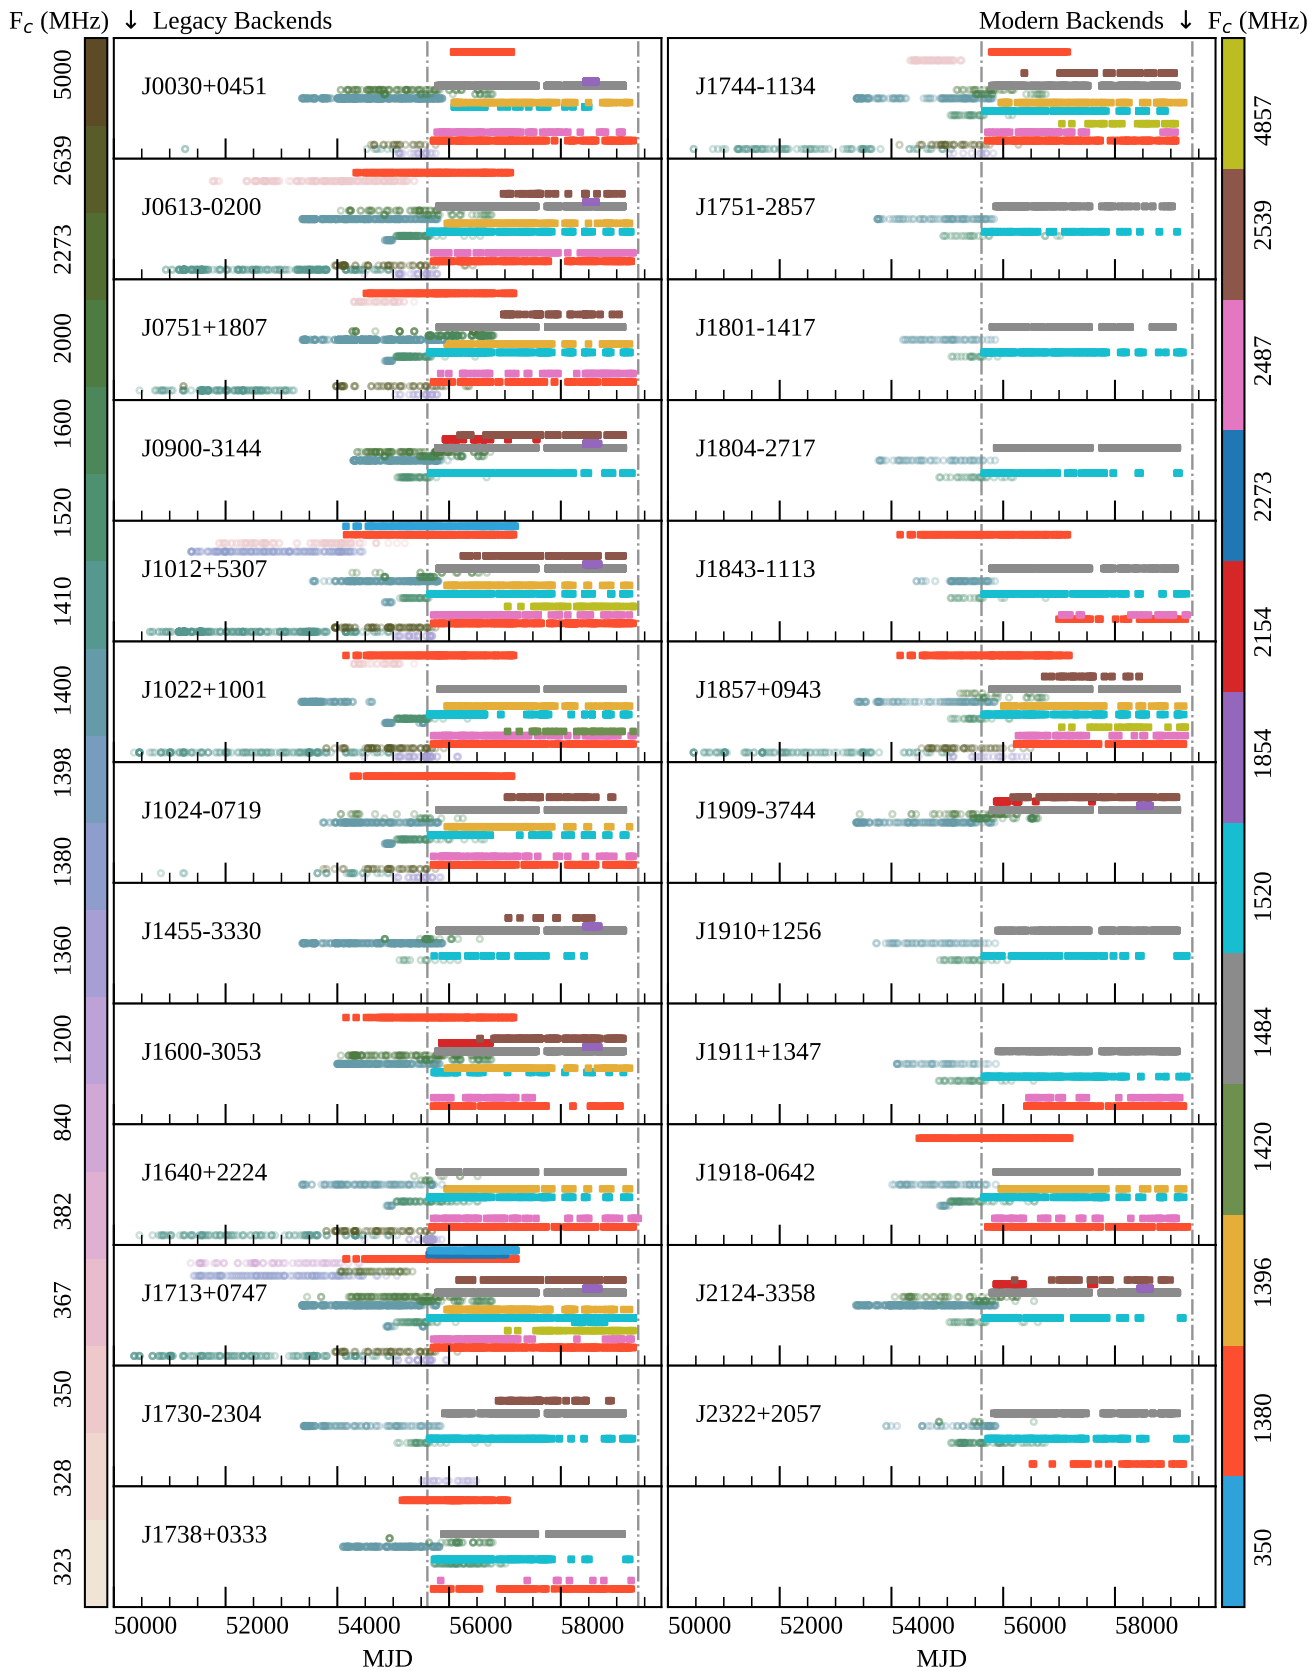 F_c (MHz) ↓ Legacy Backends
Modern Backends ↓ F_c (MHz)
5000
2639
2273
2000
1600
1520
1410
1400
1398
1380
1360
1200
840
382
367
350
328
323
J0030+0451
J0613-0200
J0751+1807
J0900-3144
J1012+5307
J1022+1001
J1024-0719
J1455-3330
J1600-3053
J1640+2224
J1713+0747
J1730-2304
J1738+0333
J1744-1134
J1751-2857
J1801-1417
J1804-2717
J1843-1113
J1857+0943
J1909-3744
J1910+1256
J1911+1347
J1918-0642
J2124-3358
J2322+2057
4857
2539
2487
2273
2154
1854
1520
1484
1420
1396
1380
350
50000 52000 54000 56000 58000
50000 52000 54000 56000 58000
MJD
MJD